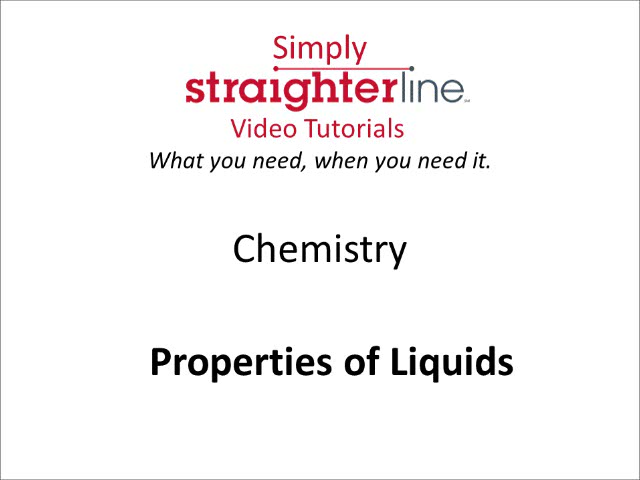 Simply
straighterline
Video Tutorials
What you need, when you need it.
Chemistry
Properties of Liquids